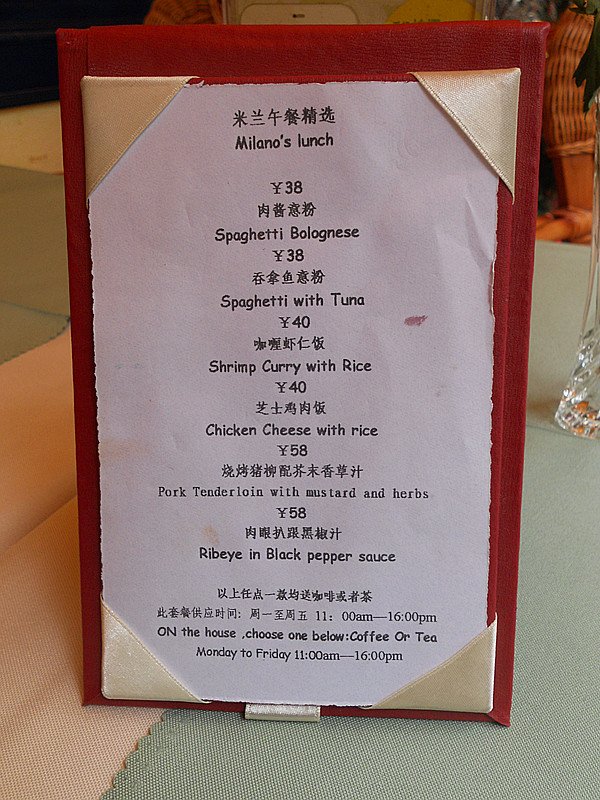 米兰午餐精选
Milano's lunch
￥38
肉酱意粉
Spaghetti Bolognese
￥38
吞拿鱼意粉
Spaghetti with Tuna
￥40
咖喱虾仁饭
Shrimp Curry with Rice
￥40
芝士鸡肉饭
Chicken Cheese with rice
￥58
烧烤猪柳配芥末香草汁
Pork Tenderloin with mustard and herbs
￥58
肉眼扒跟黑椒汁
Ribeye in Black pepper sauce
以上任点一款均送咖啡或者茶
此套餐供应时间：周一至周五 11：00am—16:00pm
ON the house ,choose one below:Coffee Or Tea
Monday to Friday 11:00am—16:00pm